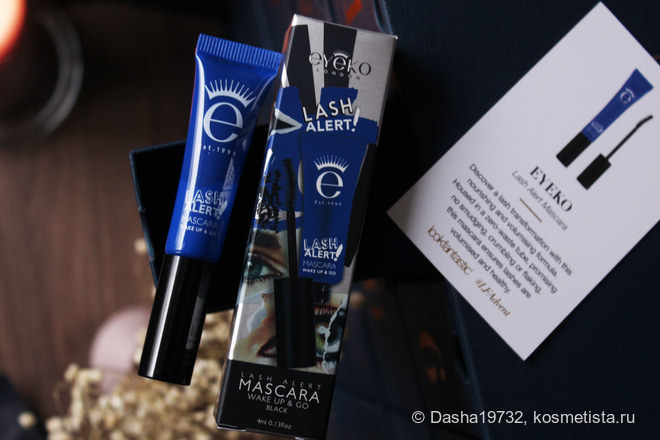 e
Est.1999
LASH
ALERT!
MASCARA
WAKE UP & GO
eyeko
LONDON
LASH
ALERT!
e
Est 1999
LASH
ALERT!
MASCARA
WAKE UP & GO
LASH ALERT
MASCARA
WAKE UP & GO
BLACK
4ml 0.13floz
EYEKO
Lash Alert Mascara
Discover a lash transformation with this
nourishing and volumising formula.
Housed in a zero-waste tube, promising
no smudging, crumbling or flaking,
this mascara ensures lashes are
volumised and healthy.
lookfantastic #LFAdvent
© Dasha19732, kosmetista.ru